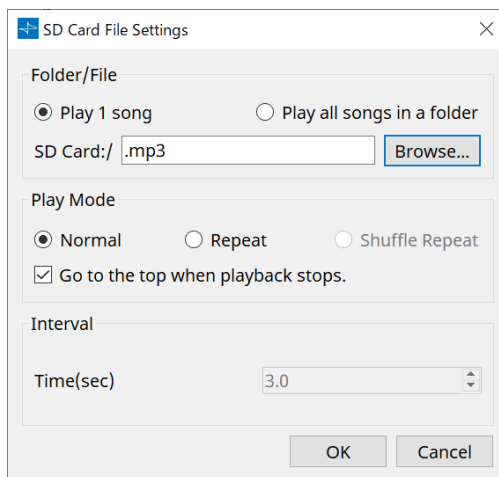 SD Card File Settings
Folder/File
Play 1 song Play all songs in a folder
SD Card:/ .mp3 Browse...
Play Mode
Normal Repeat Shuffle Repeat
Go to the top when playback stops.
Interval
Time(sec) 3.0
OK Cancel